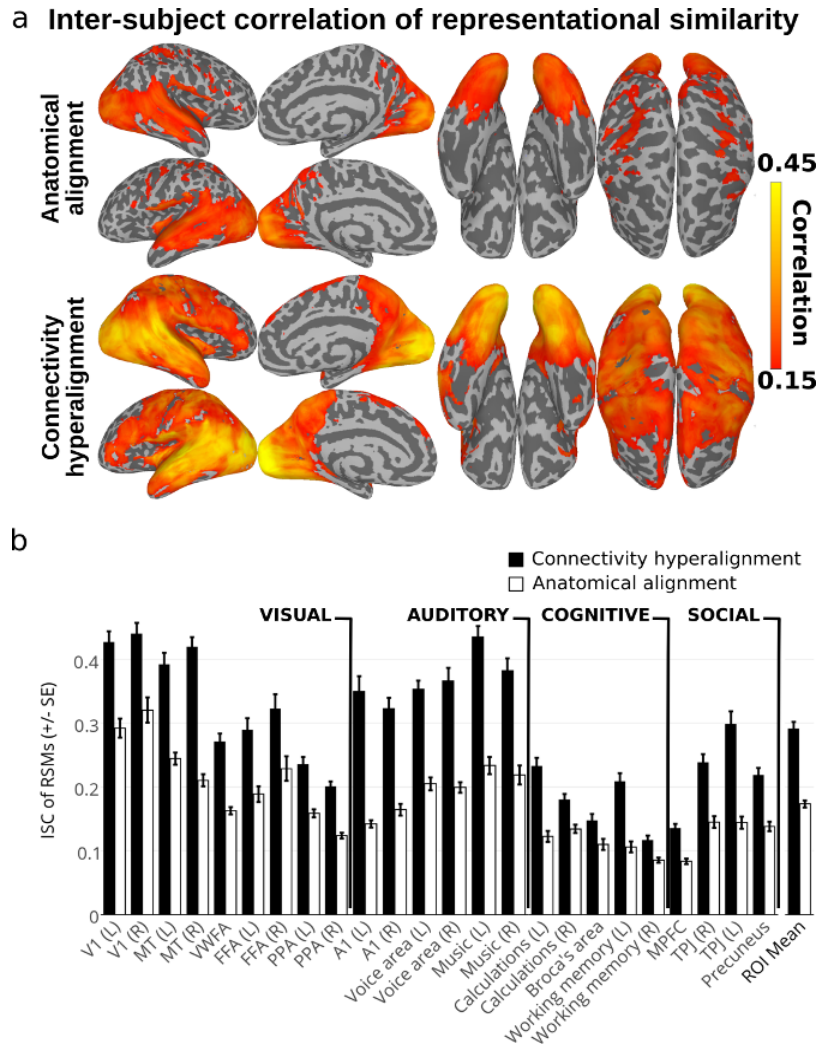 a Inter-subject correlation of representational similarity
Anatomical
alignment
Connectivity
hyperalignment
0.45
Correlation
0.15
b
Connectivity hyperalignment
Anatomical alignment
VISUAL
AUDITORY
COGNITIVE
SOCIAL
ISC of RSMs (+/- SE)
0.4
0.3
0.2
0.1
0
V1 (L)
V1 (R)
MT (L)
MT (R)
VWFA
FFA (L)
FFA (R)
PPA (L)
PPA (R)
A1 (L)
A1 (R)
Voice area (L)
Voice area (R)
Music (L)
Music (R)
Calculations (L)
Calculations (R)
Broca's area
Working memory (L)
Working memory (R)
MPFC
TPJ (R)
TPJ (L)
Precuneus
ROI Mean